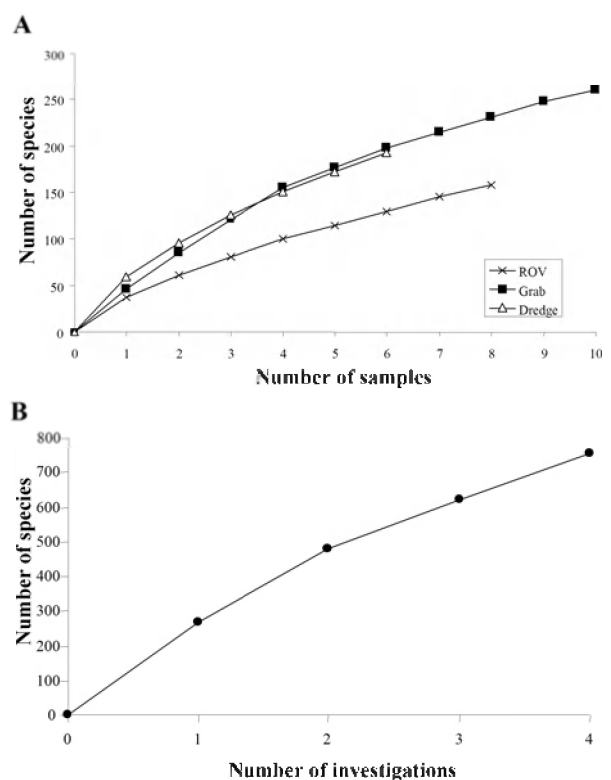 A
Number of species
300
250
200
150
100
50
0
ROV
Grab
Dredge
0 1 2 3 4 5 6 7 8 9 10
Number of samples
B
Number of species
800
700
600
500
400
300
200
100
0
0 1 2 3 4
Number of investigations